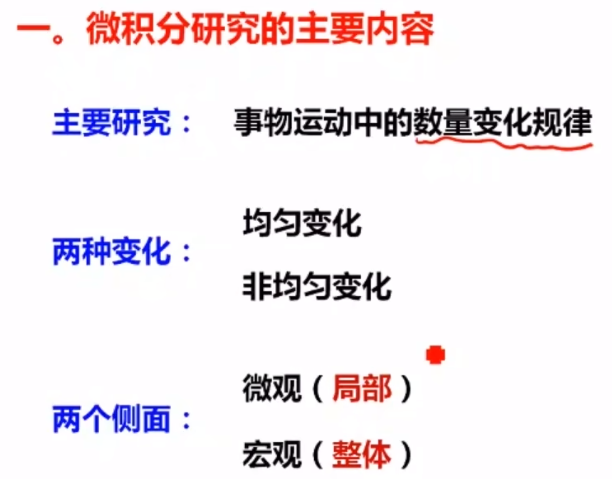 一。微积分研究的主要内容
主要研究： 事物运动中的数量变化规律
均匀变化
两种变化：
非均匀变化
微观（局部）
两个侧面：
宏观（整体）